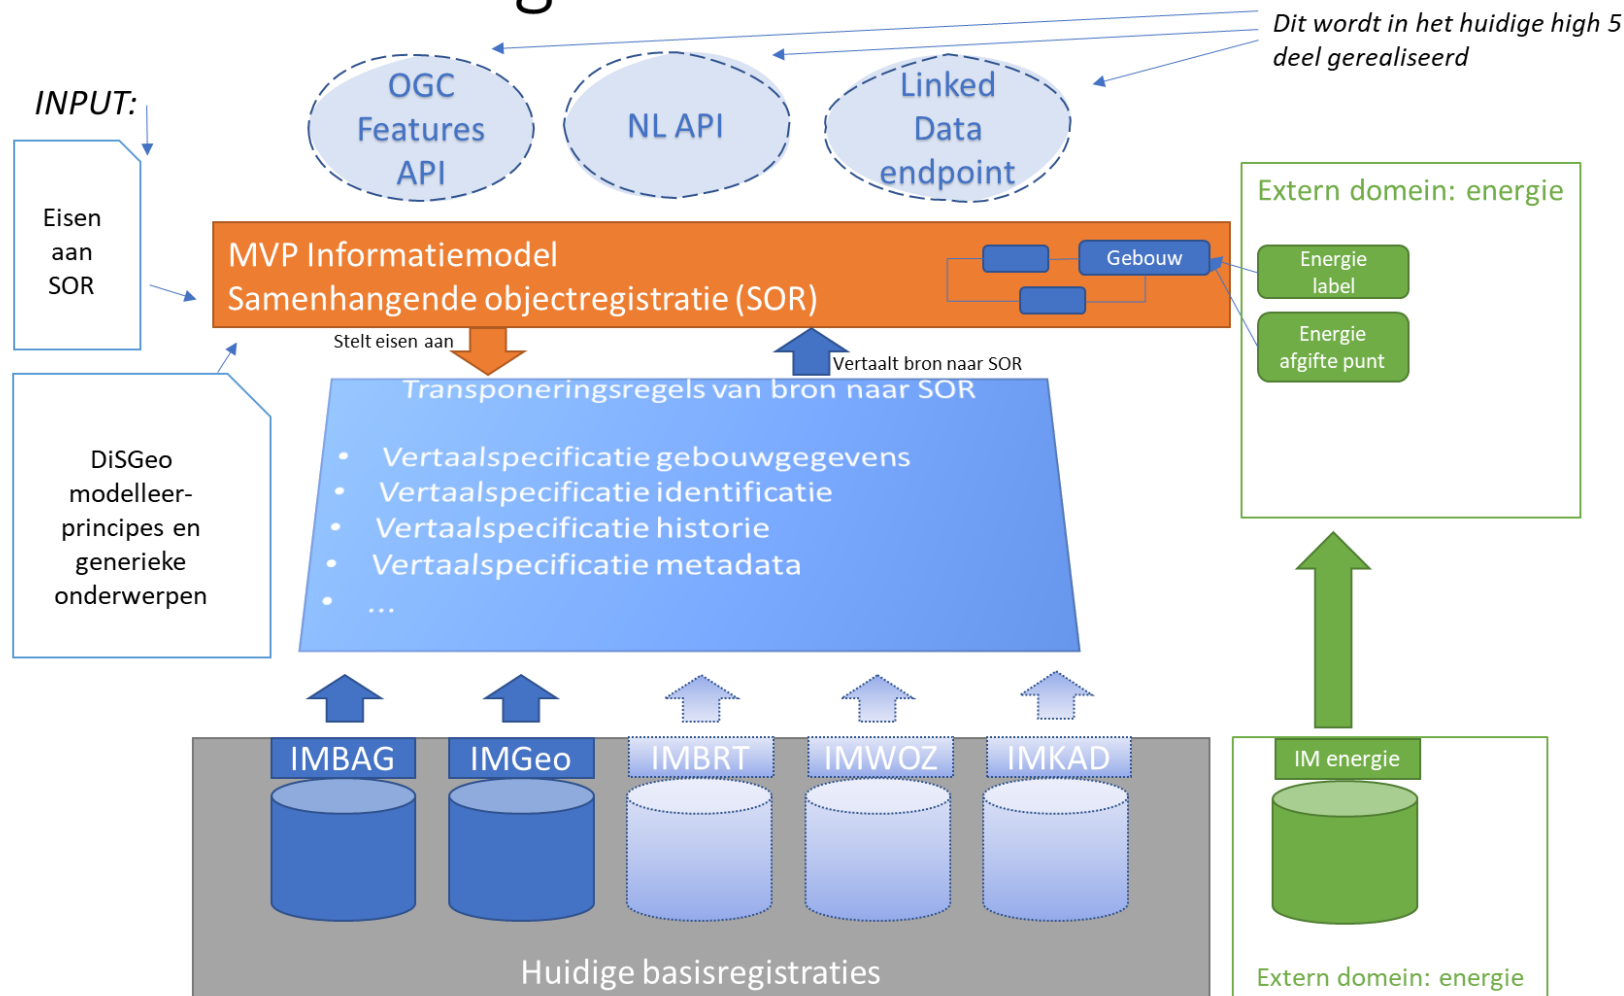 Dit wordt in het huidige high 5
deel gerealiseerd
INPUT:
OGC
Features
API
NL API
Linked
Data
endpoint
Eisen
aan
SOR
Extern domein: energie
MVP Informatiemodel
Samenhangende objectregistratie (SOR)
Gebouw
Energie
label
Energie
afgifte punt
Stelt eisen aan
Vertaalt bron naar SOR
DiSGeo
modelleer-
principes en
generieke
onderwerpen
Transponeringsregels van bron naar SOR
• Vertaalspecificatie gebouwgegevens
• Vertaalspecificatie identificatie
• Vertaalspecificatie historie
• Vertaalspecificatie metadata
• ...
IMBAG
IMGeo
IMBRT
IMWOZ
IMKAD
IM energie
Huidige basisregistraties
Extern domein: energie